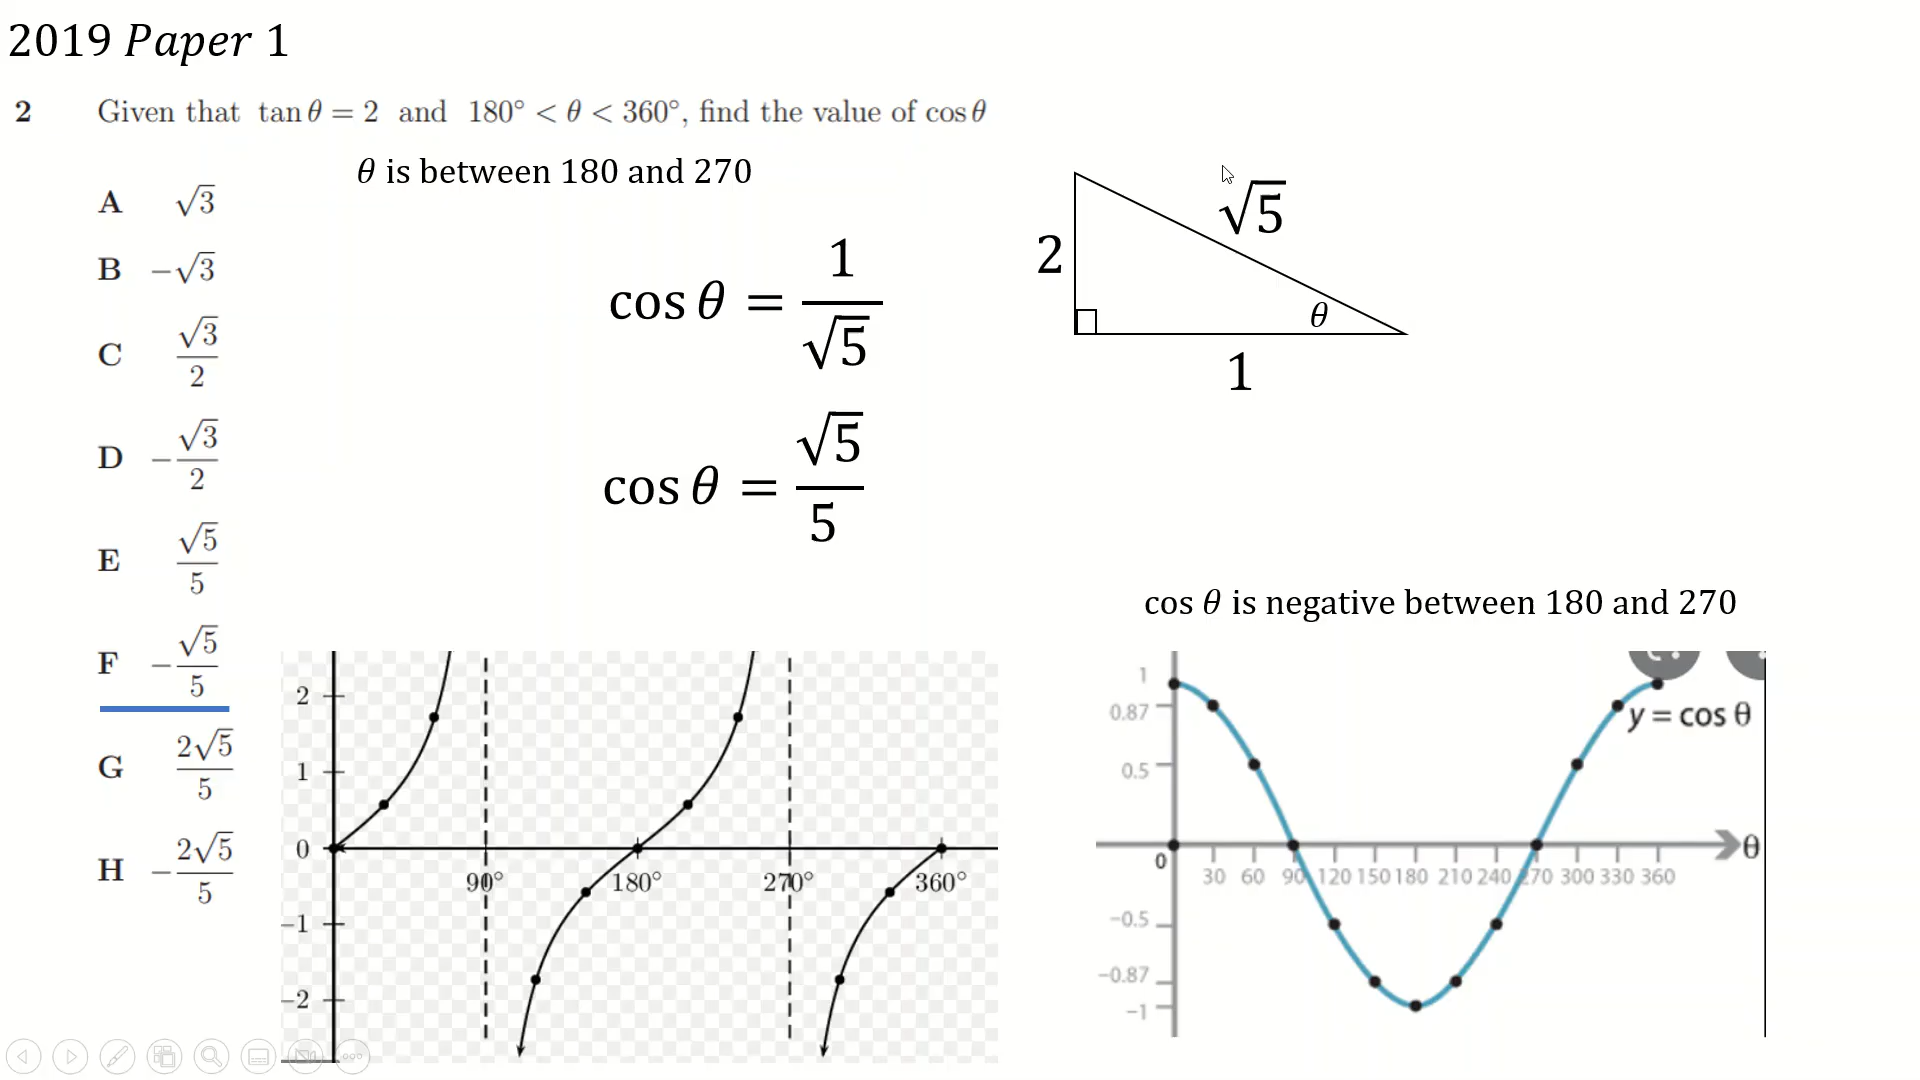 2019 Paper 1
2 Given that tan θ = 2 and 180° < θ < 360°, find the value of cos θ
θ is between 180 and 270
A √3
B −√3
C √3/2
D −√3/2
E √5/5
F −√5/5
G 2√5/5
H −2√5/5
cos θ = 1/√5
cos θ = √5/5
√5
2
θ
1
cos θ is negative between 180 and 270
2
1
0
−1
−2
90° 180° 270° 360°
1
0.87
0.5
0
−0.5
−0.87
−1
30 60 90 120 150 180 210 240 270 300 330 360
y = cos θ
θ